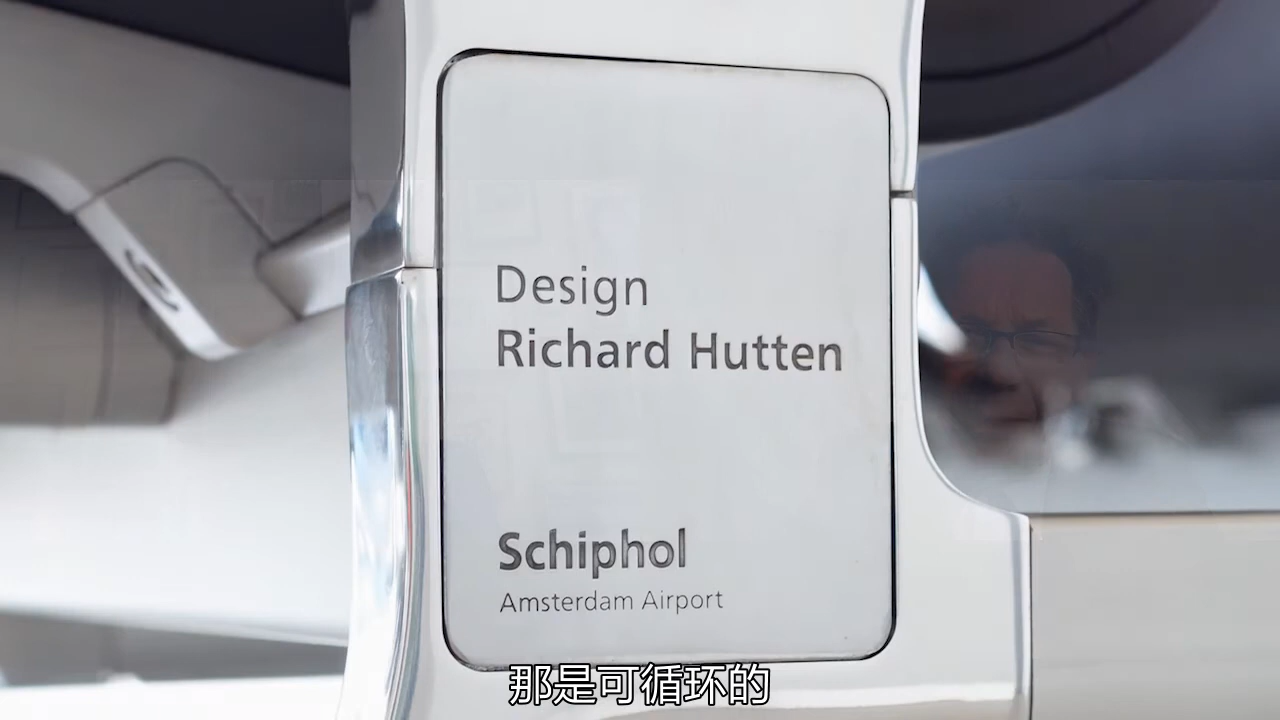 Design
Richard Hutten
Schiphol
Amsterdam Airport
那是可循环的